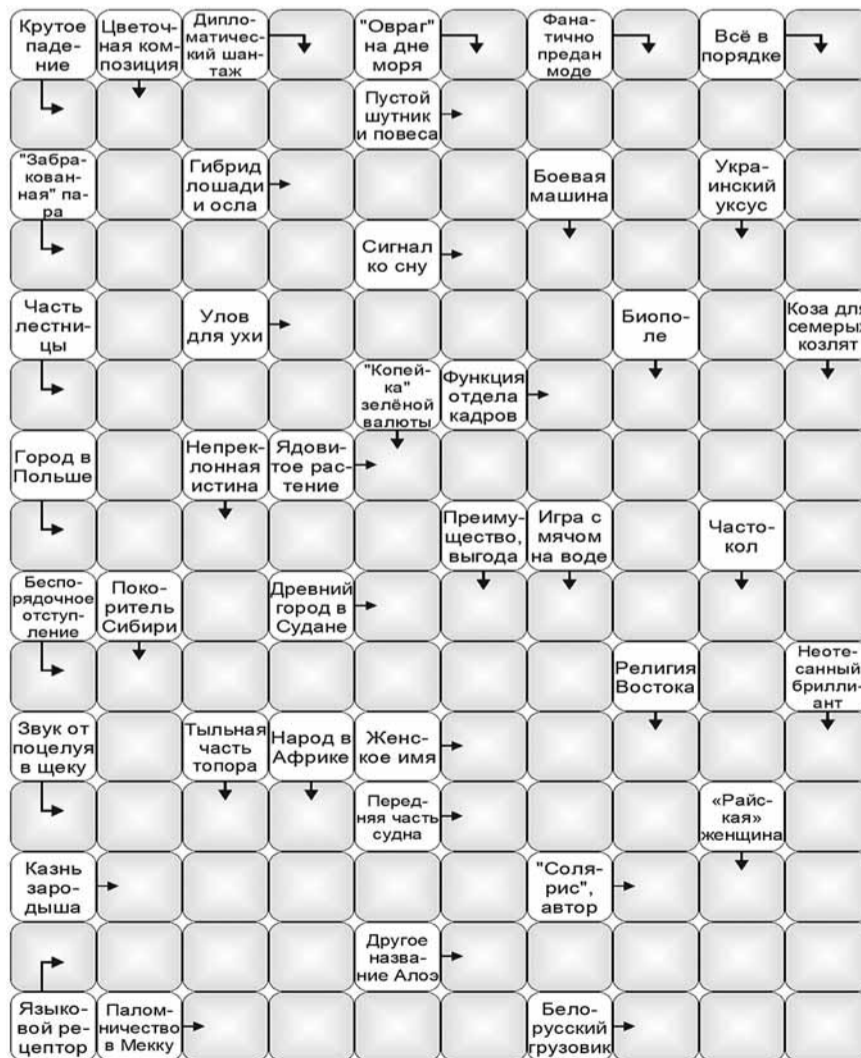 Крутое
паде-
ние
Цветоч-
ная ком-
позиция
Дипло-
матичес-
кий шан-
таж
"Овраг"
на дне
моря
Фана-
тично
предан
моде
Всё в
порядке
Пустой
шутник
и повеса
"Забра-
кован-
ная" па-
ра
Гибрид
лошади
и осла
Боевая
машина
Укра-
инский
уксус
Сигнал
ко сну
Часть
лестни-
цы
Улов
для ухи
Биопо-
ле
Коза для
семерых
козлят
"Копей-
ка"
зелёной
валюты
Функция
отдела
кадров
Город в
Польше
Непрек-
лонная
истина
Ядови-
тое рас-
тение
Преиму-
щество,
выгода
Игра с
мячом
на воде
Часто-
кол
Беспо-
рядочное
отступ-
ление
Поко-
ритель
Сибири
Древний
город в
Судане
Религия
Востока
Неоте-
санный
брилли-
ант
Звук от
поцелуя
в щеку
Тыльная
часть
топора
Народ в
Африке
Женс-
кое имя
Перед-
няя часть
судна
«Райс-
кая»
женщина
Казнь
заро-
дыша
"Соля-
рис",
автор
Другое
назва-
ние Алоэ
Языко-
вой ре-
цептор
Палом-
ничество
в Мекку
Бело-
русский
грузовик